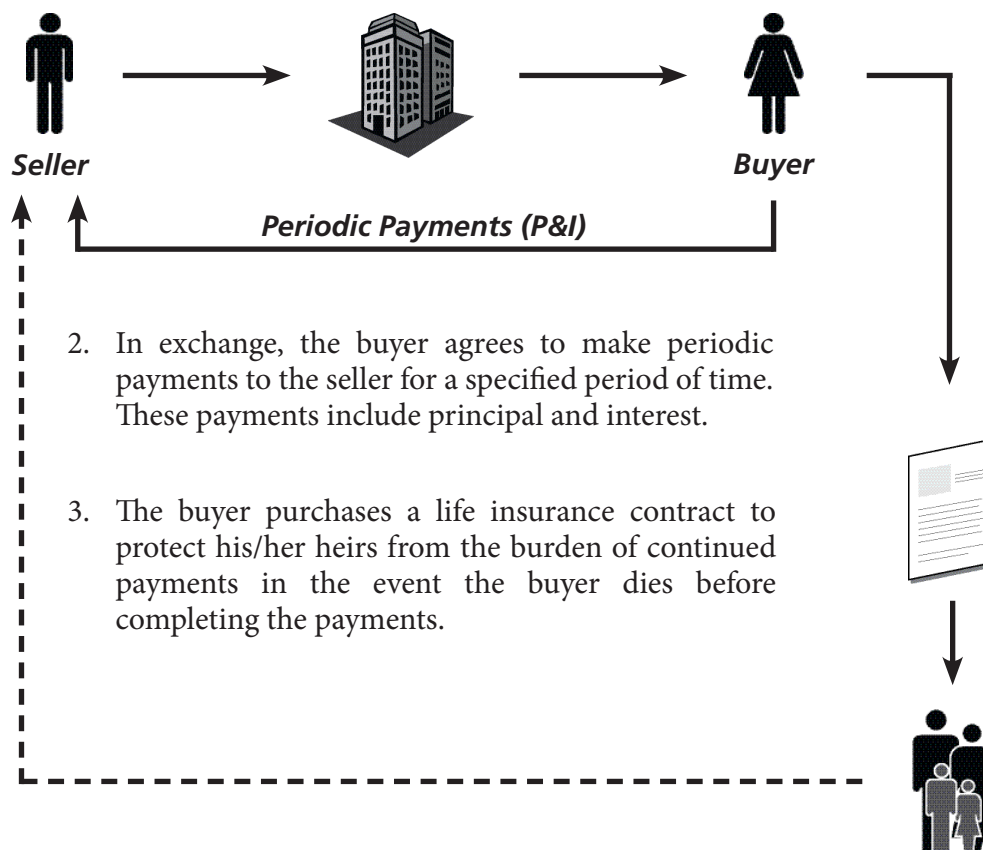 Seller
Buyer
Periodic Payments (P&I)
2. In exchange, the buyer agrees to make periodic
payments to the seller for a specified period of time.
These payments include principal and interest.
3. The buyer purchases a life insurance contract to
protect his/her heirs from the burden of continued
payments in the event the buyer dies before
completing the payments.